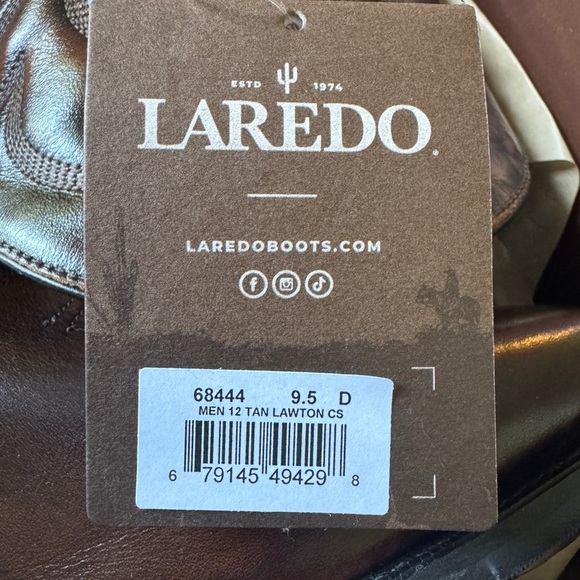 ESTD 1974
LAREDO.
LAREDOBOOTS.COM
68444 9.5 D
MEN 12 TAN LAWTON CS
6 79145 49429 8